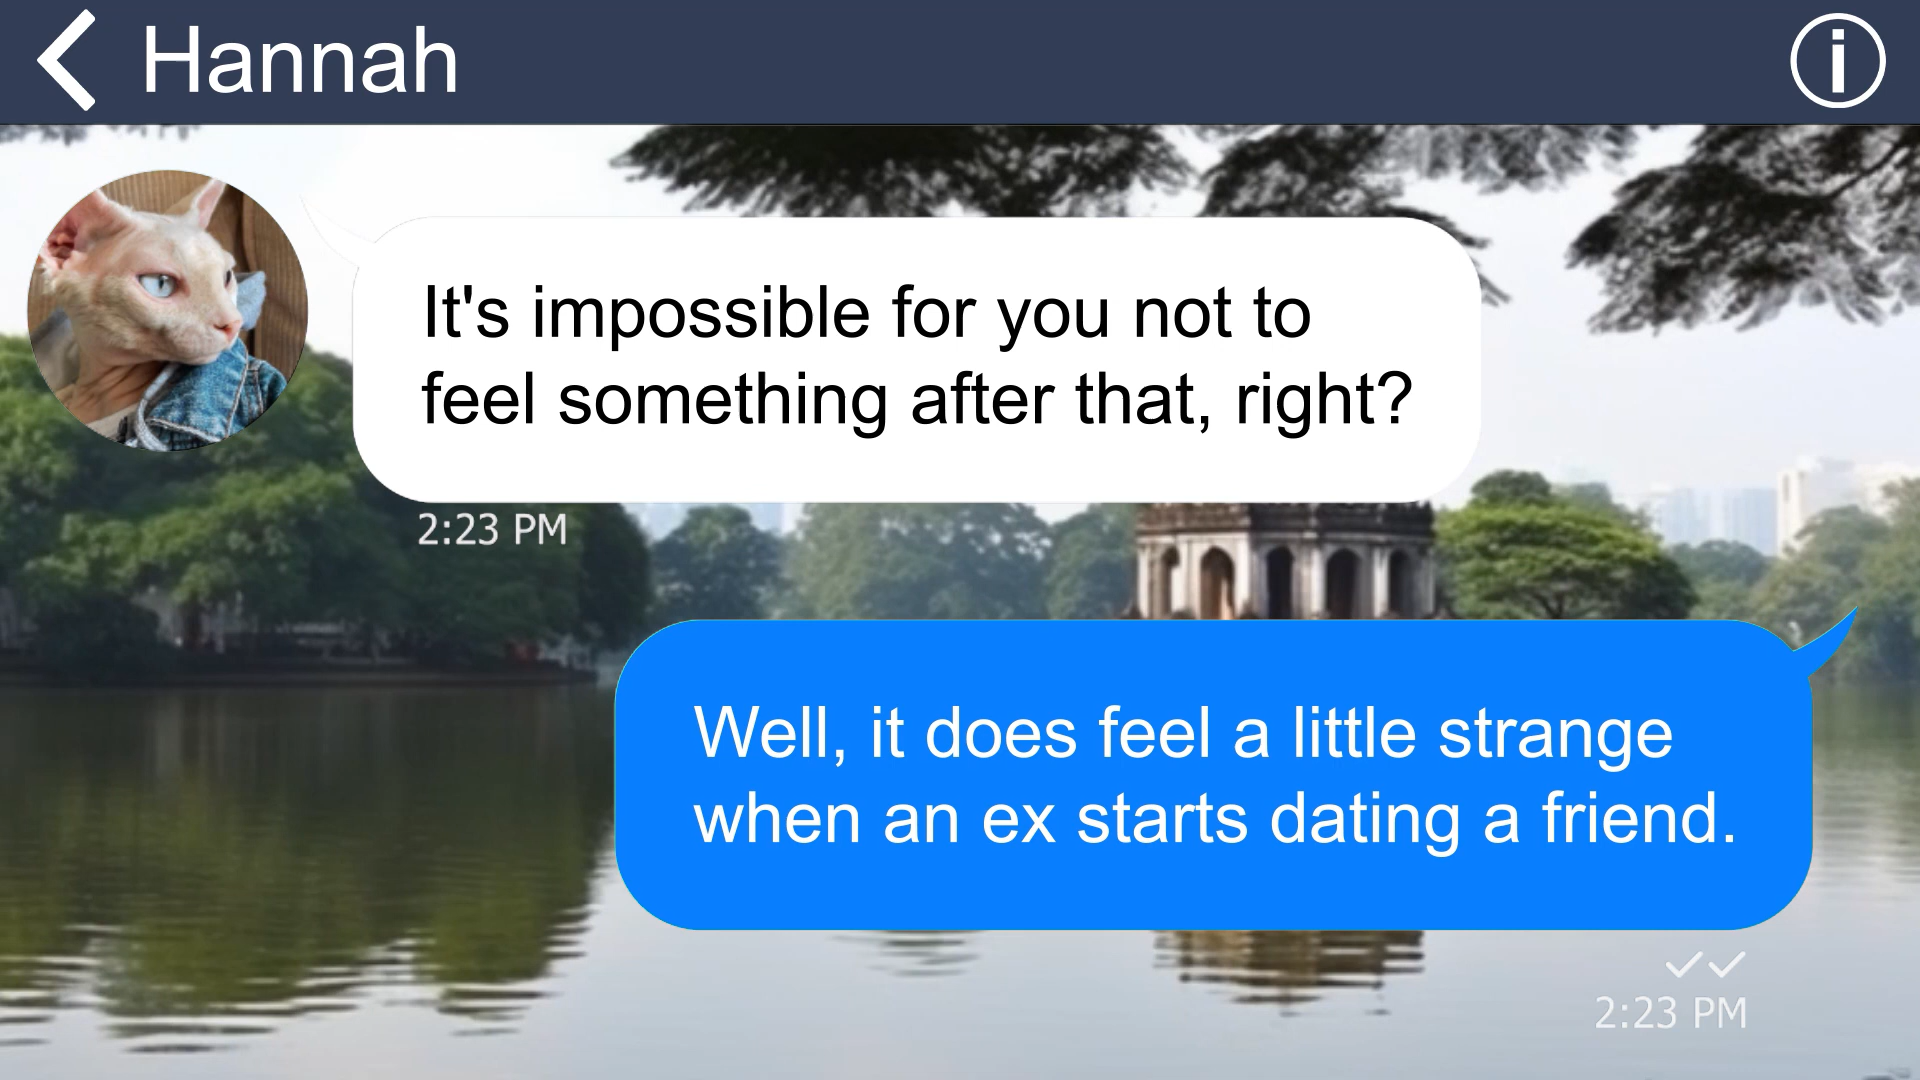 Hannah
It's impossible for you not to
feel something after that, right?
2:23 PM
Well, it does feel a little strange
when an ex starts dating a friend.
2:23 PM